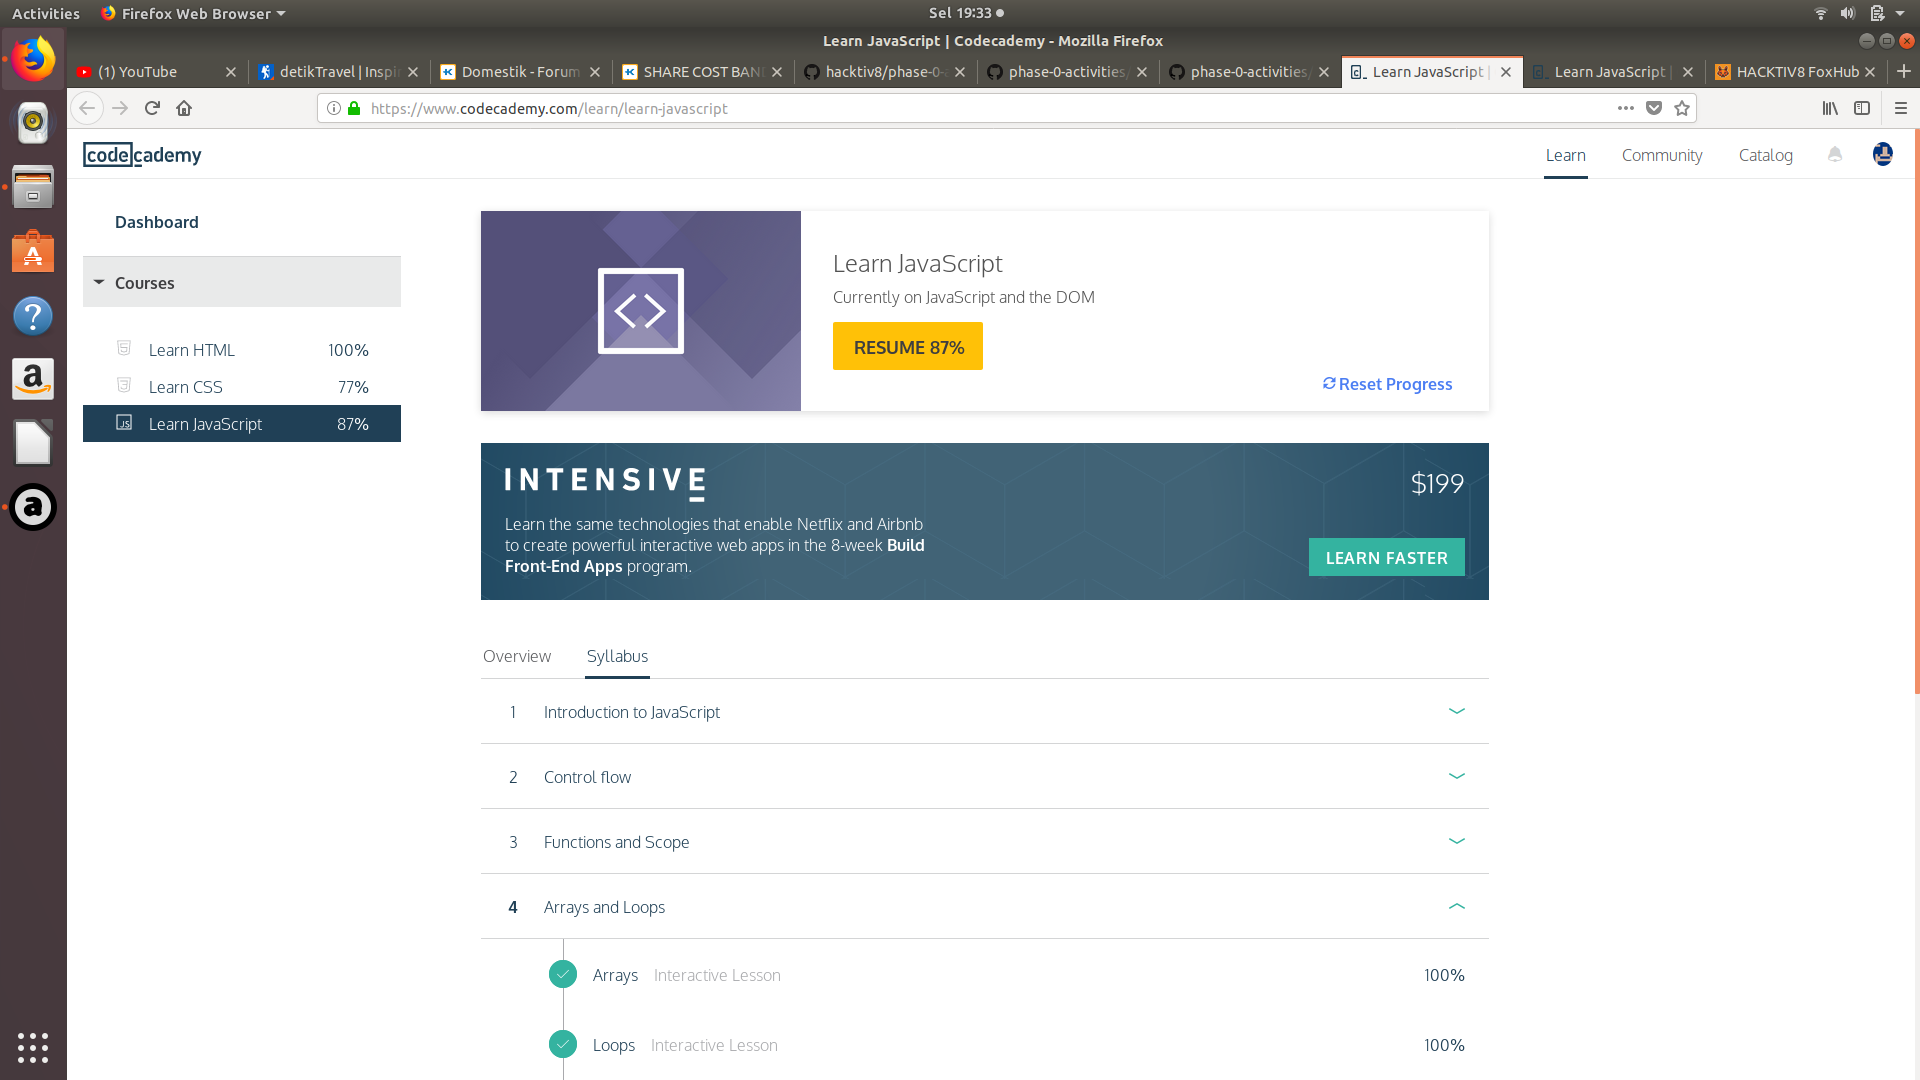 Activities
Firefox Web Browser
Sel 19:33
Learn JavaScript | Codecademy - Mozilla Firefox
(1) YouTube
detikTravel | Inspi
Domestik - Forum
SHARE COST BAN
hacktiv8/phase-0-a
phase-0-activities/
phase-0-activities/
Learn JavaScript |
Learn JavaScript |
HACKTIV8 FoxHub
https://www.codecademy.com/learn/learn-javascript
codecademy
Learn
Community
Catalog
Dashboard
Courses
Learn HTML 100%
Learn CSS 77%
Learn JavaScript 87%
Learn JavaScript
Currently on JavaScript and the DOM
RESUME 87%
Reset Progress
INTENSIVE
$199
Learn the same technologies that enable Netflix and Airbnb
to create powerful interactive web apps in the 8-week Build
Front-End Apps program.
LEARN FASTER
Overview
Syllabus
1 Introduction to JavaScript
2 Control flow
3 Functions and Scope
4 Arrays and Loops
Arrays Interactive Lesson 100%
Loops Interactive Lesson 100%